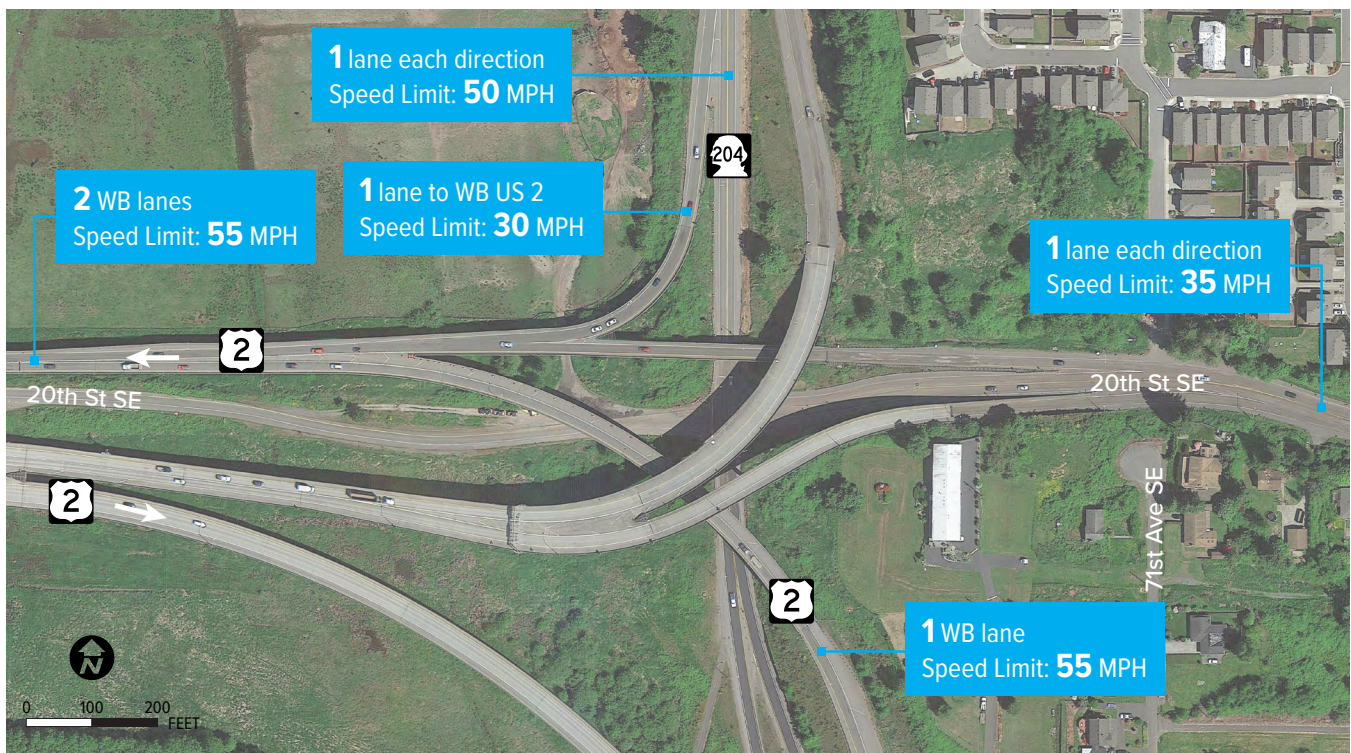 1 lane each direction
Speed Limit: 50 MPH
204
1 lane to WB US 2
Speed Limit: 30 MPH
2 WB lanes
Speed Limit: 55 MPH
1 lane each direction
Speed Limit: 35 MPH
2
20th St SE
20th St SE
2
71st Ave SE
2
1 WB lane
Speed Limit: 55 MPH
N
0 100 200
FEET